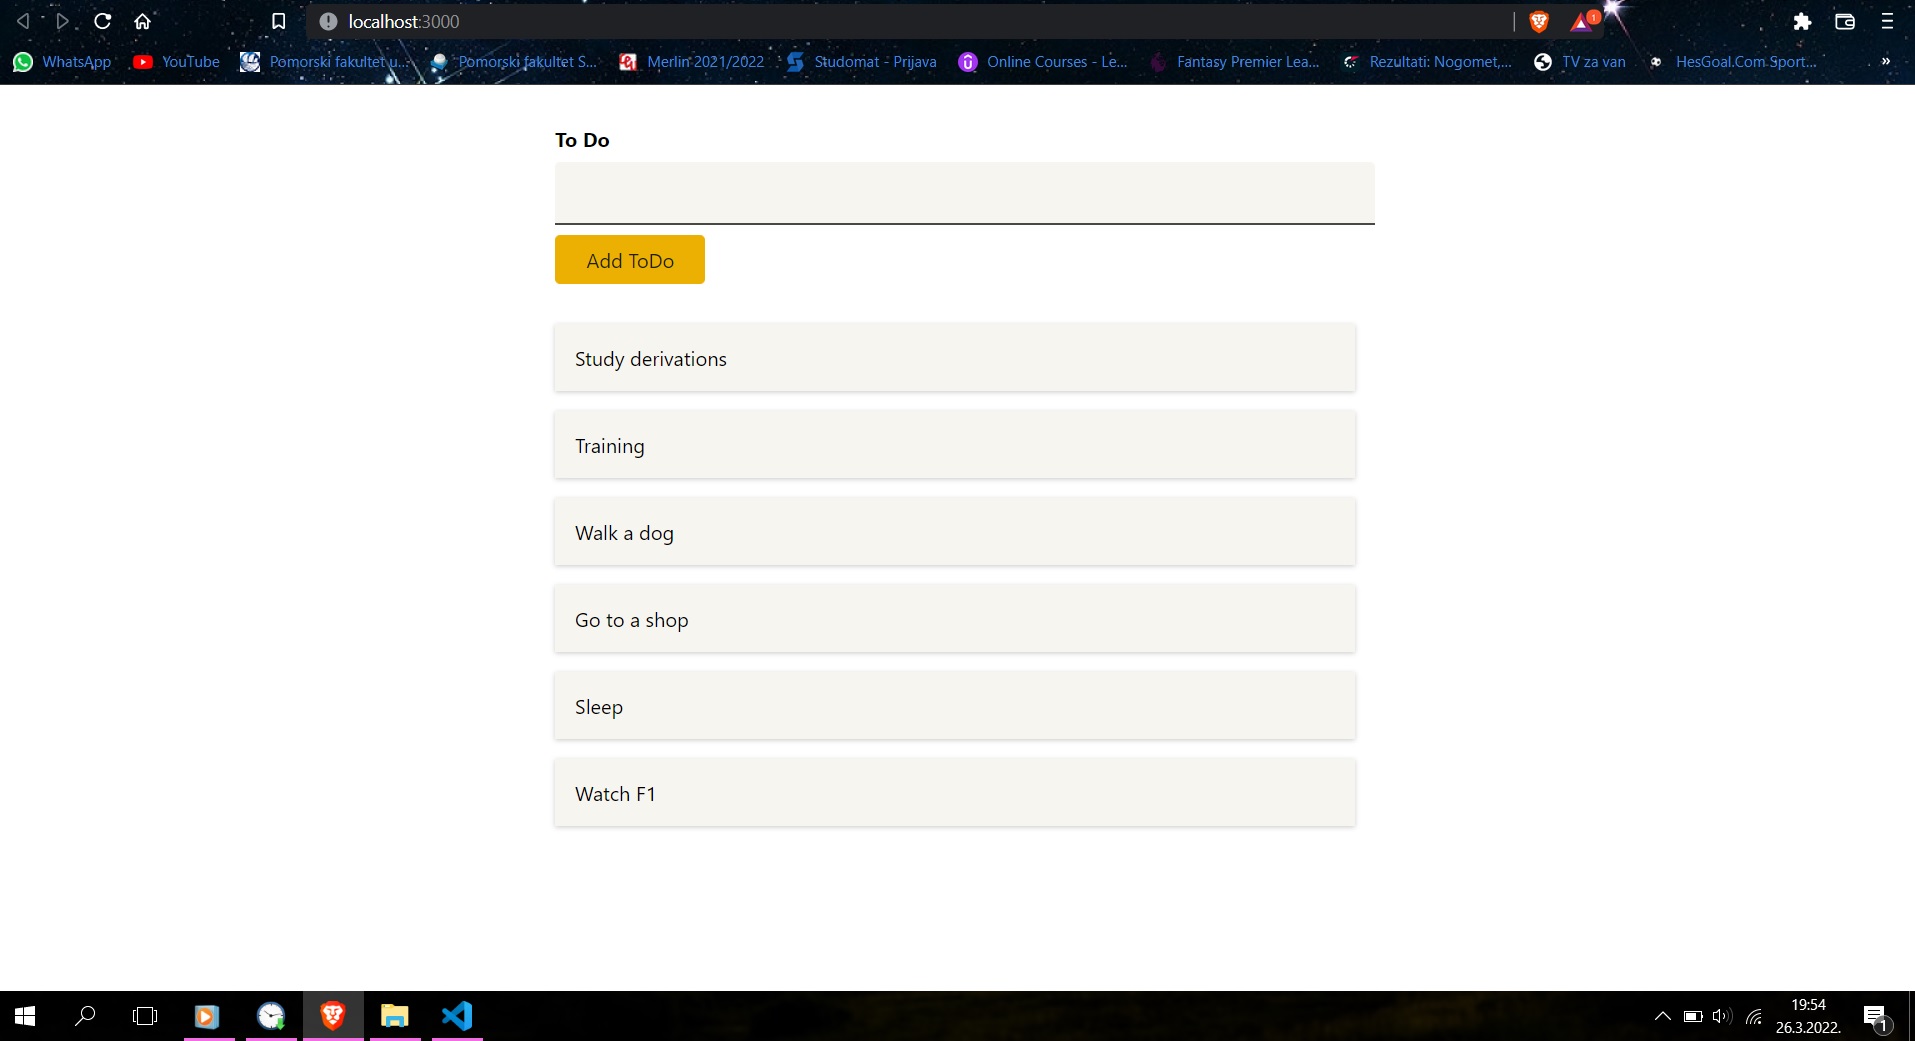 localhost:3000
1
WhatsApp YouTube Pomorski fakultet u... Pomorski fakultet S... Merlin 2021/2022 Studomat - Prijava Online Courses - Le... Fantasy Premier Lea... Rezultati: Nogomet,... TV za van HesGoal.Com Sport... »
To Do
Add ToDo
Study derivations
Training
Walk a dog
Go to a shop
Sleep
Watch F1
19:54
26.3.2022.
1